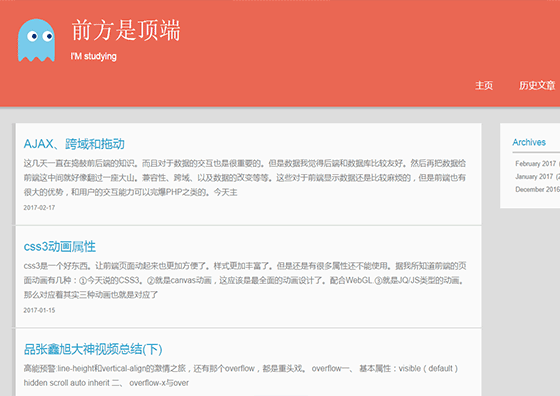 前方是顶端
I'M studying
主页 历史文章
AJAX、跨域和拖动
这几天一直在捣鼓前后端的知识。而且对于数据的交互也是很重要的。但是数据我觉得后端和数据库比较友好。然后再把数据给
前端这中间就好像翻过一座大山。兼容性、跨域、以及数据的改变等等。这些对于前端显示数据还是比较麻烦的，但是前端也有
很大的优势，和用户的交互能力可以完爆PHP之类的。今天主
2017-02-17
Archives
February 2017
January 2017 (2
December 2016
css3动画属性
css3是一个好东西。让前端页面动起来也更加方便了。样式更加丰富了。但是还是有很多属性还不能使用。据我所知道前端的页
面动画有几种：①今天说的CSS3。②就是canvas动画，这应该是最全面的动画设计了。配合WebGL.③就是JQ/JS类型的动画。
那么对应着其实三种动画也就是对应了
2017-01-15
品张鑫旭大神视频总结(下)
高能预警:line-height和vertical-align的激情之旅，还有那个overflow，都是重头戏。 overflow一、 基本属性：visible（default）
hidden scroll auto inherit 二、 overflow-x与over